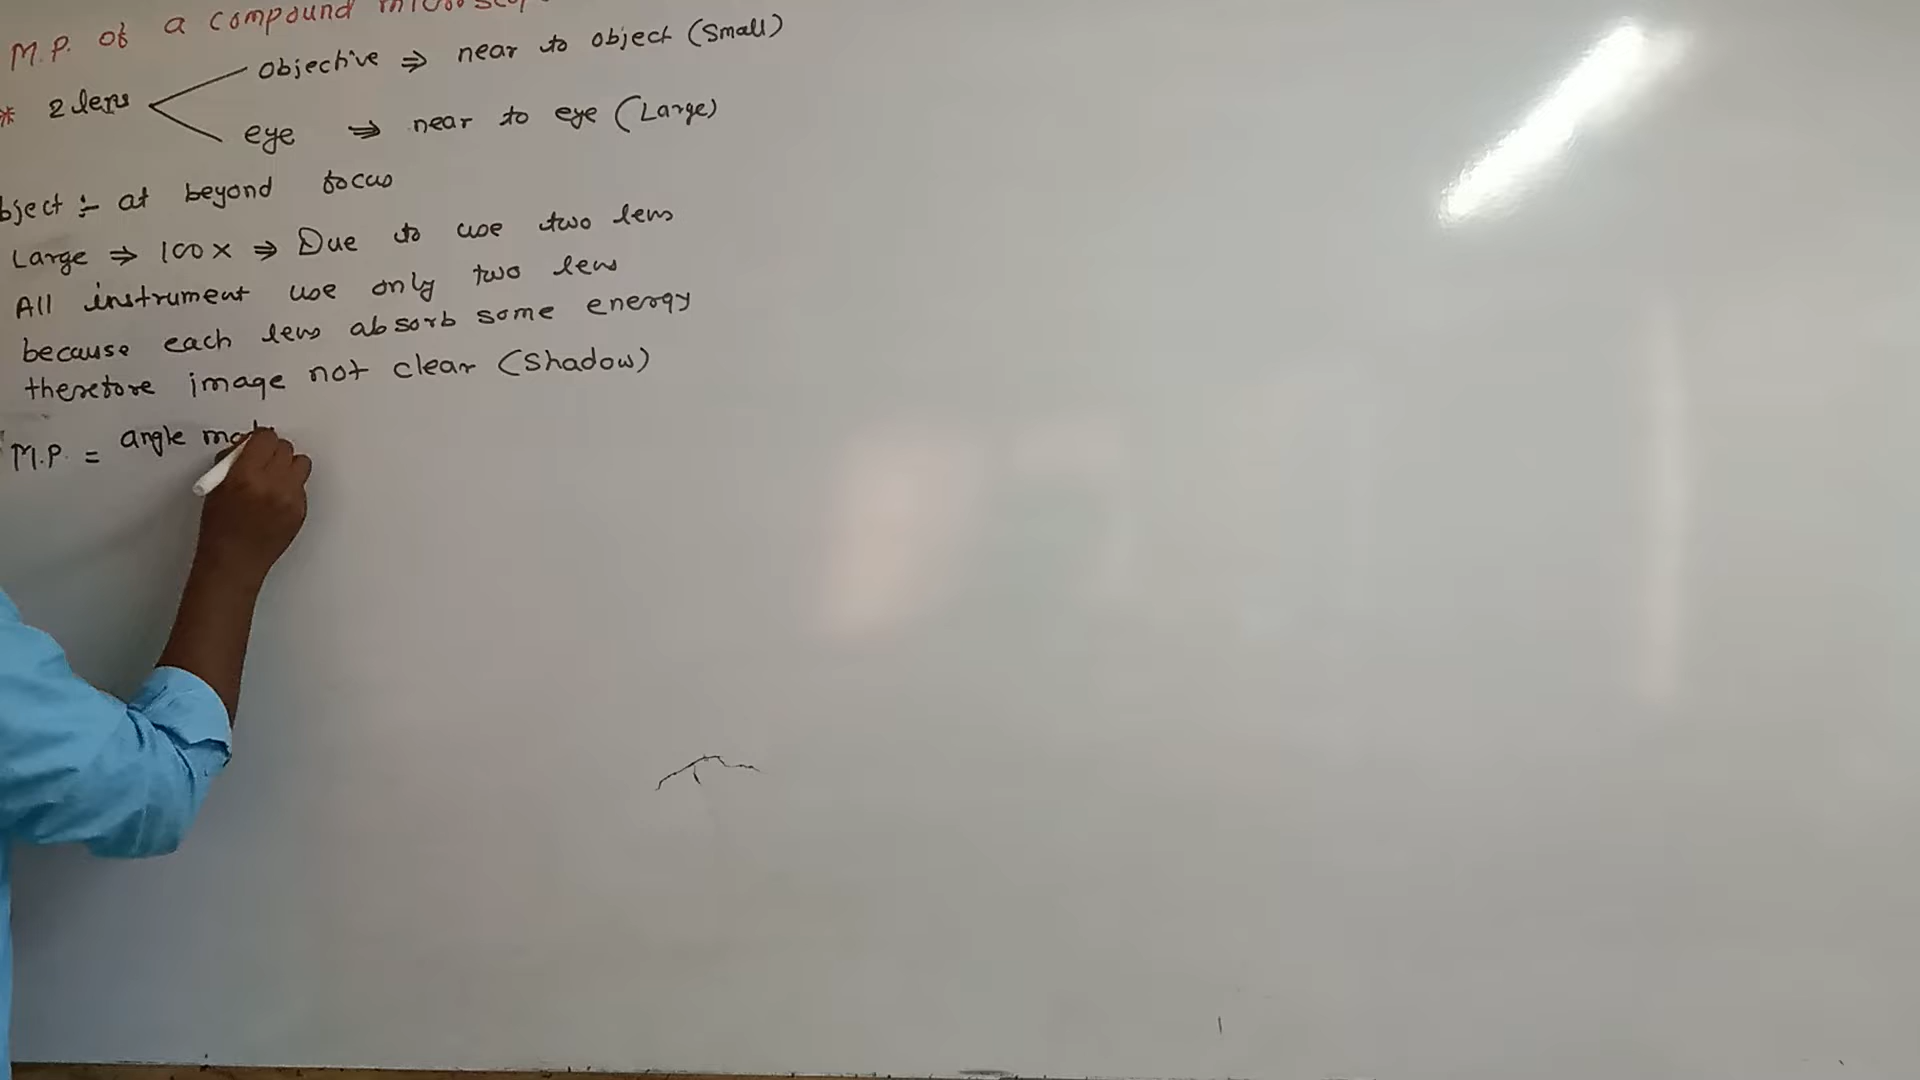 M.P. of a compound
* 2 lens objective ⇒ near to object (Small)
eye ⇒ near to eye (Large)
bject :- at beyond focus
Large ⇒ 100 x ⇒ Due to use two lens
All instrument use only two lens
because each lens absorb some energy
therefore image not clear (Shadow)
M.P. = angle